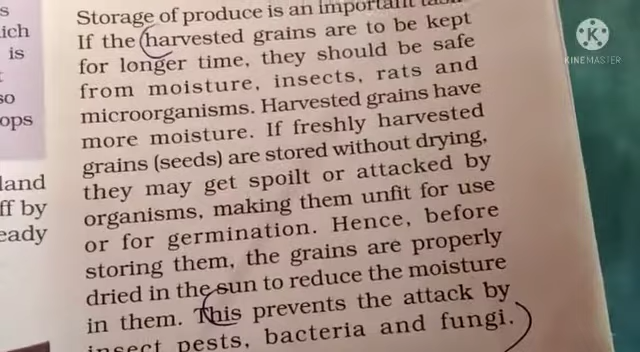 s
ich
is
so
ops
land
ff by
eady
Storage of produce is an important task
If the harvested grains are to be kept
for longer time, they should be safe
from moisture, insects, rats and
microorganisms. Harvested grains have
more moisture. If freshly harvested
grains (seeds) are stored without drying,
they may get spoilt or attacked by
organisms, making them unfit for use
or for germination. Hence, before
storing them, the grains are properly
dried in the sun to reduce the moisture
in them. This prevents the attack by
insect pests, bacteria and fungi.
K
KINEMASTER